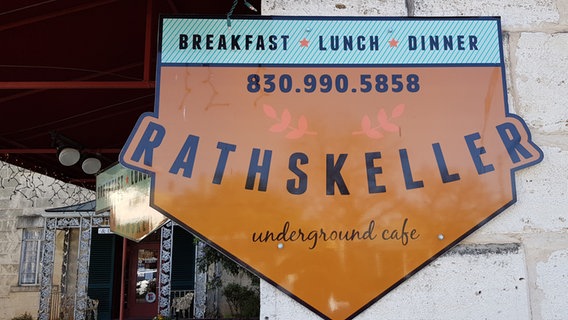 BREAKFAST ★ LUNCH ★ DINNER
830.990.5858
RATHSKELLER
underground cafe